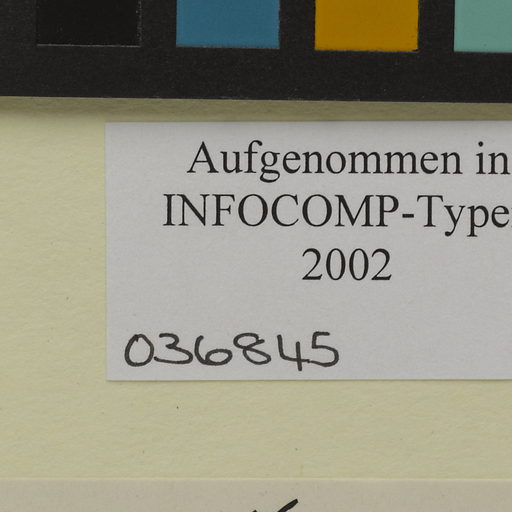 Aufgenommen in
INFOCOMP-Type
2002
036845